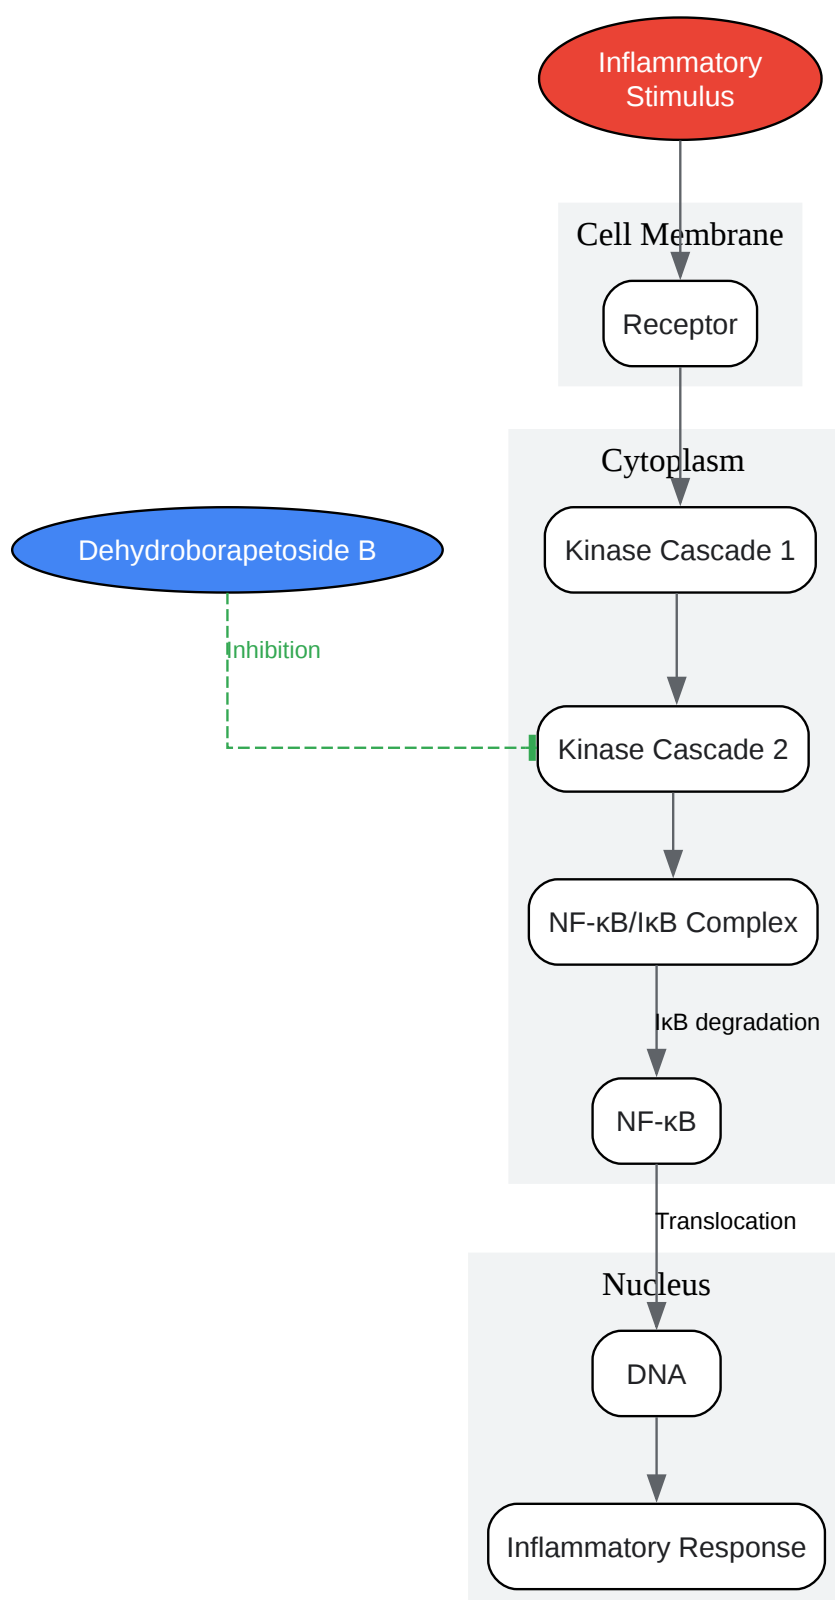 Inflammatory
Stimulus
Cell Membrane
Receptor
Cytoplasm
Kinase Cascade 1
Dehydroborapetoside B
Inhibition
Kinase Cascade 2
NF-κB/IκB Complex
IκB degradation
NF-κB
Translocation
Nucleus
DNA
Inflammatory Response